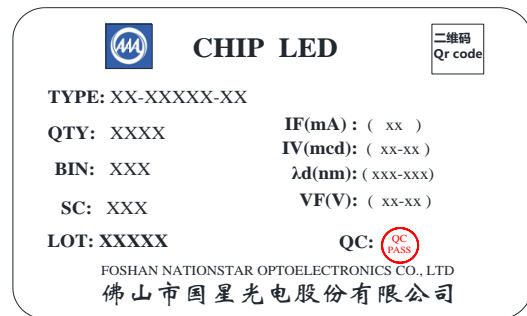 AAA
CHIP LED
二维码
Qr code
TYPE: XX-XXXXX-XX
QTY: XXXX
BIN: XXX
SC: XXX
LOT: XXXXX
IF(mA) : ( xx )
IV(mcd): ( xx-xx )
λd(nm): ( xxx-xxx)
VF(V): ( xx-xx )
QC: QC
PASS
FOSHAN NATIONSTAR OPTOELECTRONICS CO., LTD
佛山市国星光电股份有限公司